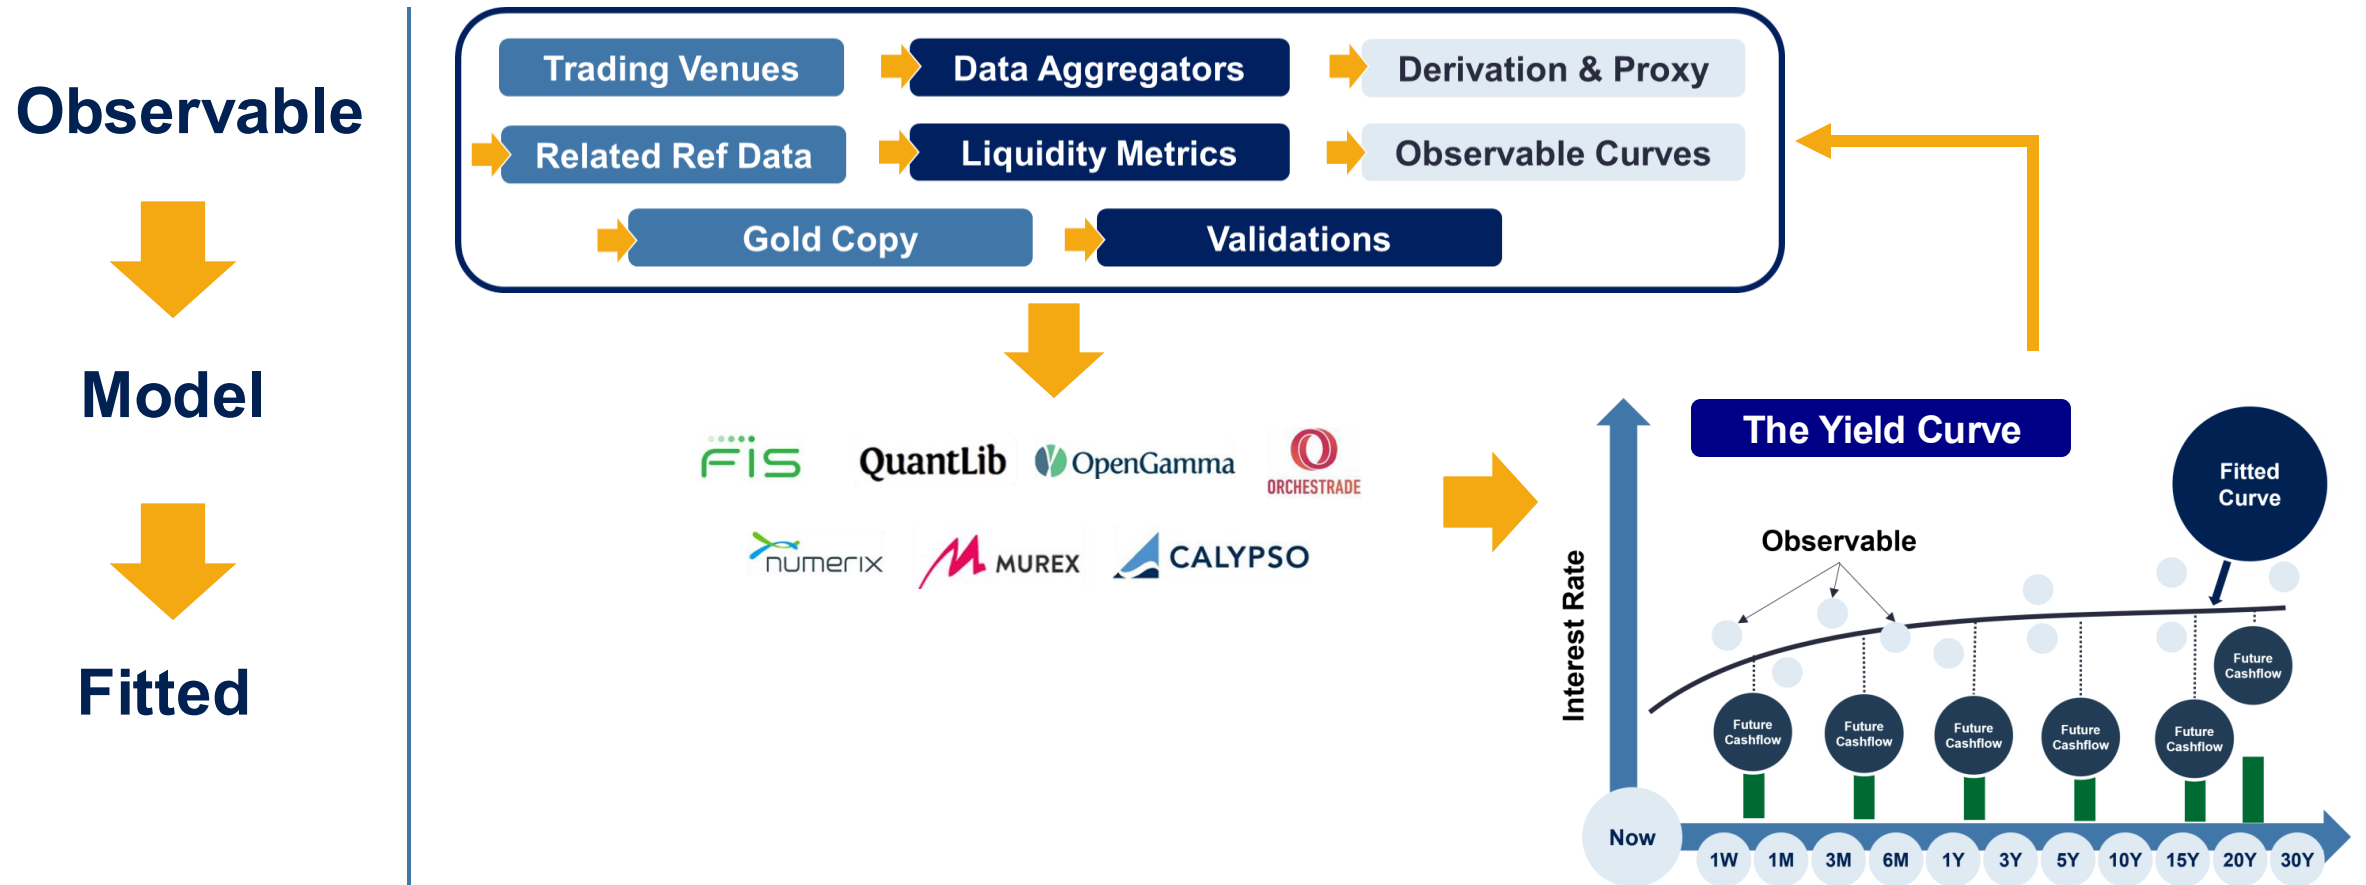 Observable
Model
Fitted
Trading Venues
Data Aggregators
Derivation & Proxy
Related Ref Data
Liquidity Metrics
Observable Curves
Gold Copy
Validations
FIS
QuantLib
OpenGamma
ORCHESTRADE
numerix
MUREX
CALYPSO
The Yield Curve
Fitted
Curve
Observable
Interest Rate
Future
Cashflow
Future
Cashflow
Future
Cashflow
Future
Cashflow
Future
Cashflow
Future
Cashflow
Now
1W
1M
3M
6M
1Y
3Y
5Y
10Y
15Y
20Y
30Y